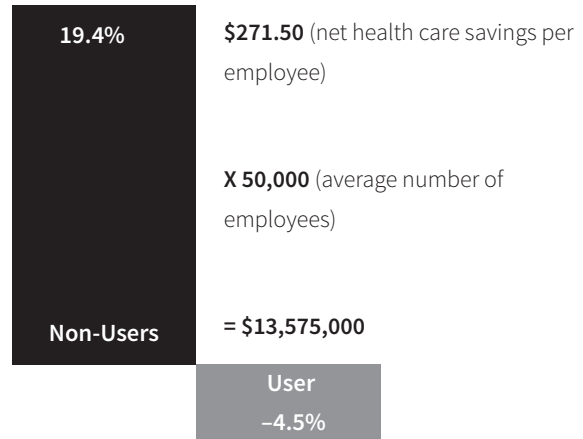 19.4%
$271.50 (net health care savings per
employee)
X 50,000 (average number of
employees)
Non-Users
= $13,575,000
User
–4.5%